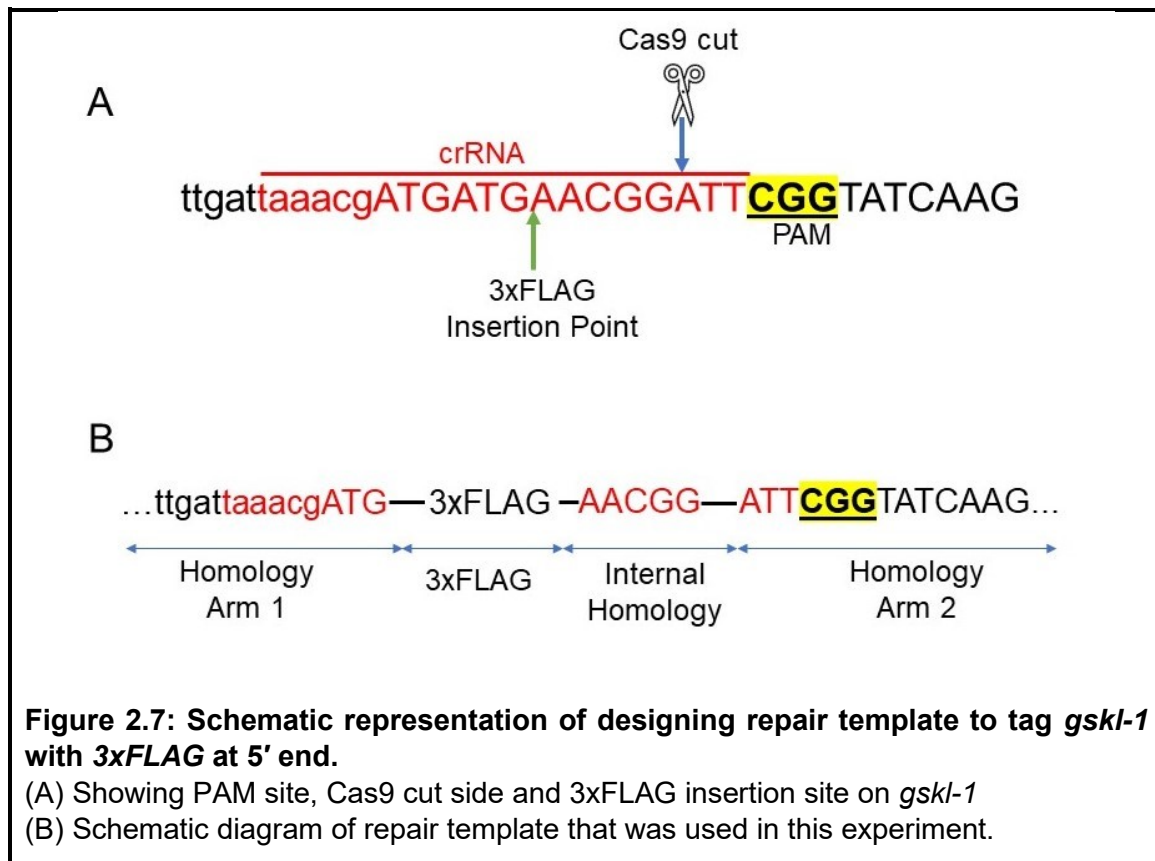 Cas9 cut
A
crRNA
ttgattaaacgATGATGAACGGATTCGGTATCAAG
PAM
3xFLAG
Insertion Point
B
…ttgattaaacgATG—3xFLAG—AACGG—ATTCGGTATCAAG…
Homology
Arm 1
3xFLAG
Internal
Homology
Homology
Arm 2
Figure 2.7: Schematic representation of designing repair template to tag gskl-1
with 3xFLAG at 5′ end.
(A) Showing PAM site, Cas9 cut side and 3xFLAG insertion site on gskl-1
(B) Schematic diagram of repair template that was used in this experiment.